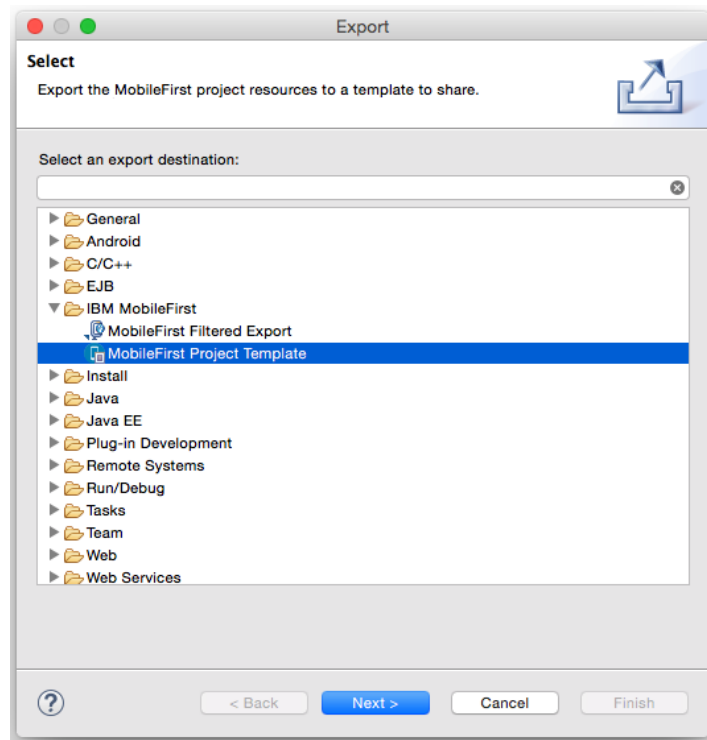 Export
Select
Export the MobileFirst project resources to a template to share.
Select an export destination:
General
Android
C/C++
EJB
IBM MobileFirst
MobileFirst Filtered Export
MobileFirst Project Template
Install
Java
Java EE
Plug-in Development
Remote Systems
Run/Debug
Tasks
Team
Web
Web Services
? < Back Next > Cancel Finish